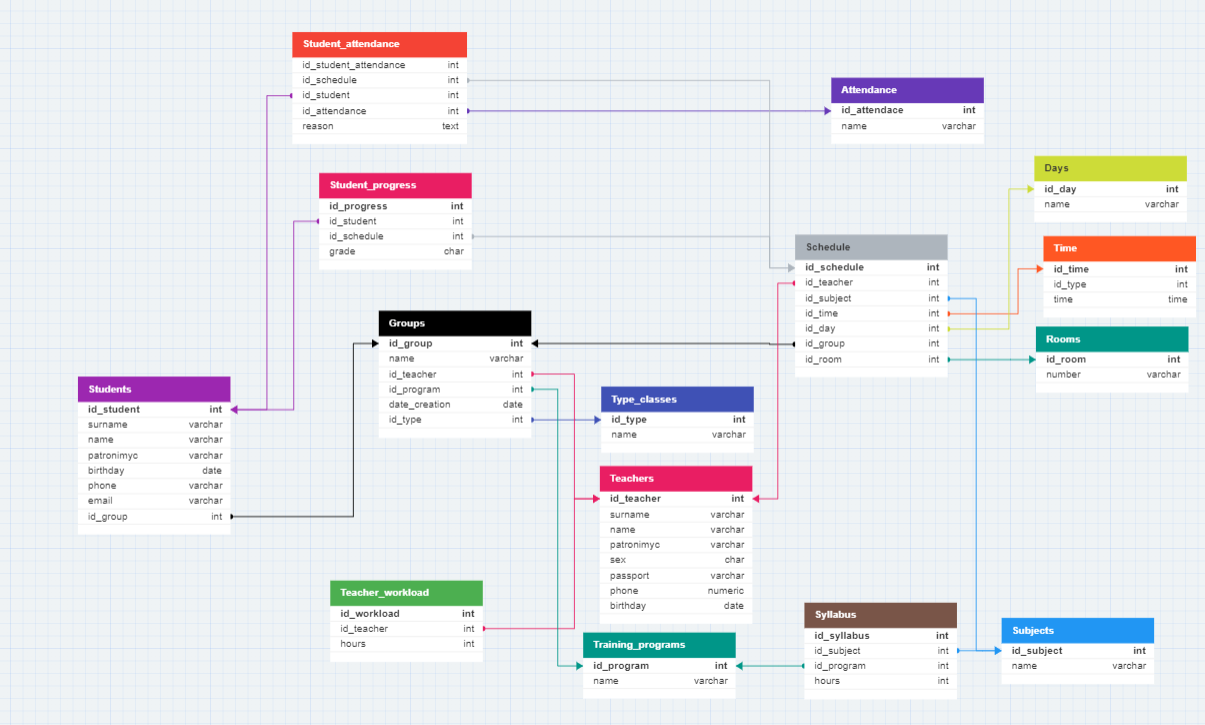 Student_attendance
id_student_attendance int
id_schedule int
id_student int
id_attendance int
reason text
Attendance
id_attendace int
name varchar
Days
id_day int
name varchar
Student_progress
id_progress int
id_student int
id_schedule int
grade char
Schedule
id_schedule int
id_teacher int
id_subject int
id_time int
id_day int
id_group int
id_room int
Time
id_time int
id_type int
time time
Groups
id_group int
name varchar
id_teacher int
id_program int
date_creation date
id_type int
Rooms
id_room int
number varchar
Students
id_student int
surname varchar
name varchar
patronimyc varchar
birthday date
phone varchar
email varchar
id_group int
Type_classes
id_type int
name varchar
Teachers
id_teacher int
surname varchar
name varchar
patronimyc varchar
sex char
passport varchar
phone numeric
birthday date
Teacher_workload
id_workload int
id_teacher int
hours int
Training_programs
id_program int
name varchar
Syllabus
id_syllabus int
id_subject int
id_program int
hours int
Subjects
id_subject int
name varchar